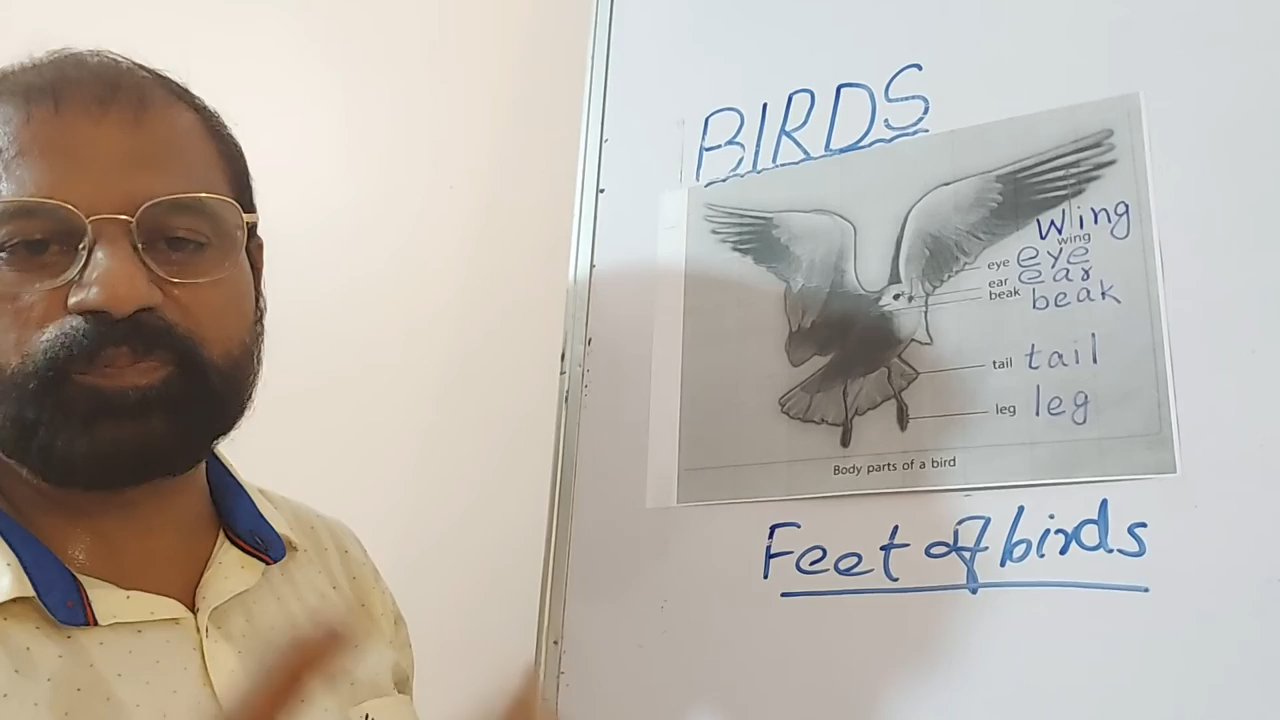 BIRDS
Wing
wing
eye eye
ear ear
beak beak
tail tail
leg leg
Body parts of a bird
Feet of birds